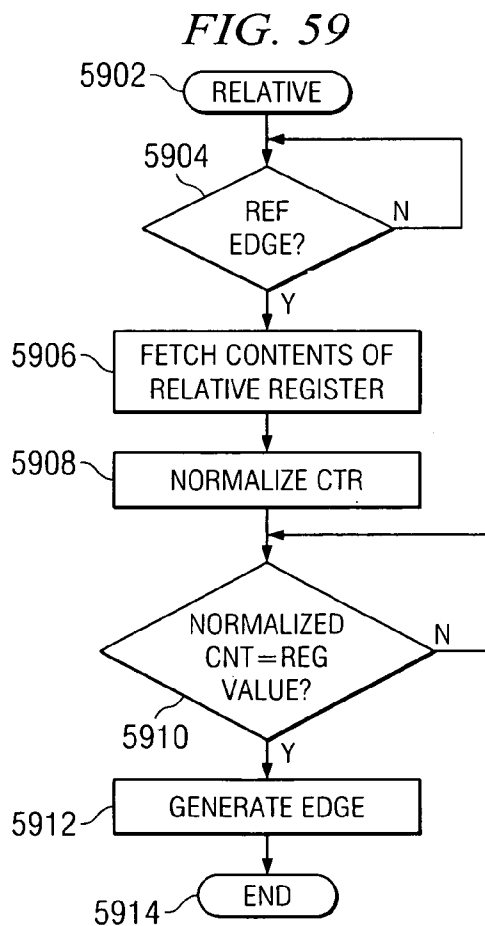 FIG. 59
5902
RELATIVE
5904
REF
EDGE?
N
Y
5906
FETCH CONTENTS OF
RELATIVE REGISTER
5908
NORMALIZE CTR
NORMALIZED
CNT=REG
VALUE?
N
5910
Y
5912
GENERATE EDGE
5914
END